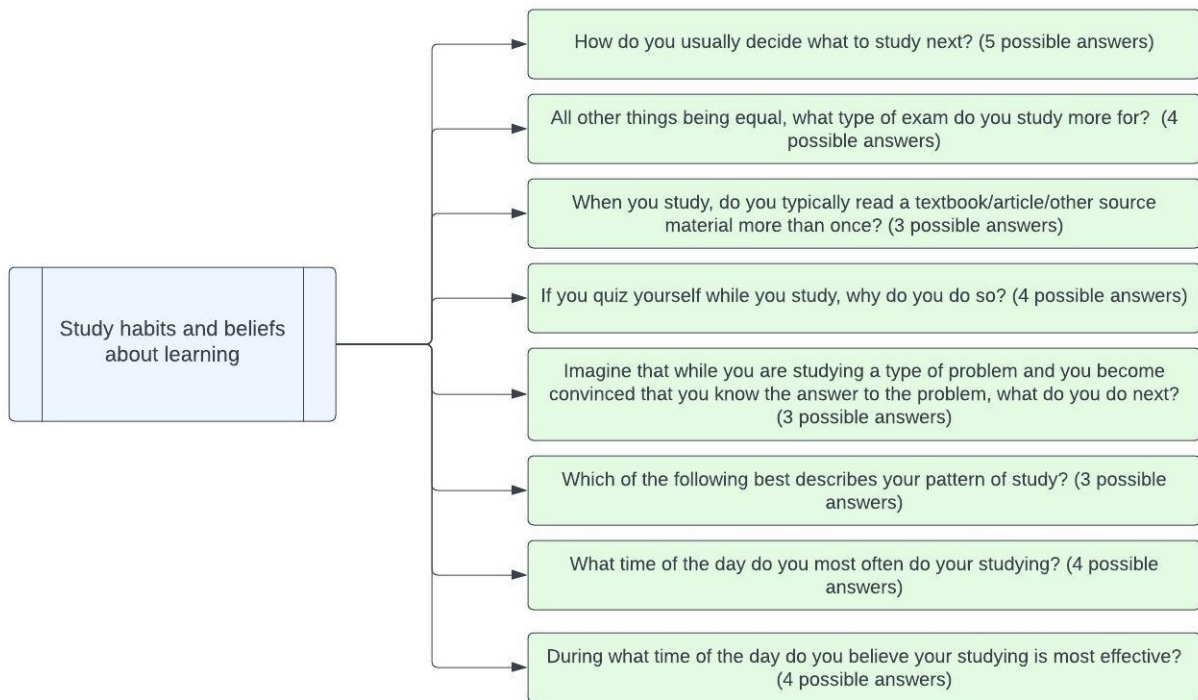 How do you usually decide what to study next? (5 possible answers)
All other things being equal, what type of exam do you study more for?  (4
possible answers)
When you study, do you typically read a textbook/article/other source
material more than once? (3 possible answers)
If you quiz yourself while you study, why do you do so? (4 possible answers)
Study habits and beliefs
about learning
Imagine that while you are studying a type of problem and you become
convinced that you know the answer to the problem, what do you do next?
(3 possible answers)
Which of the following best describes your pattern of study? (3 possible
answers)
What time of the day do you most often do your studying? (4 possible
answers)
During what time of the day do you believe your studying is most effective?
(4 possible answers)